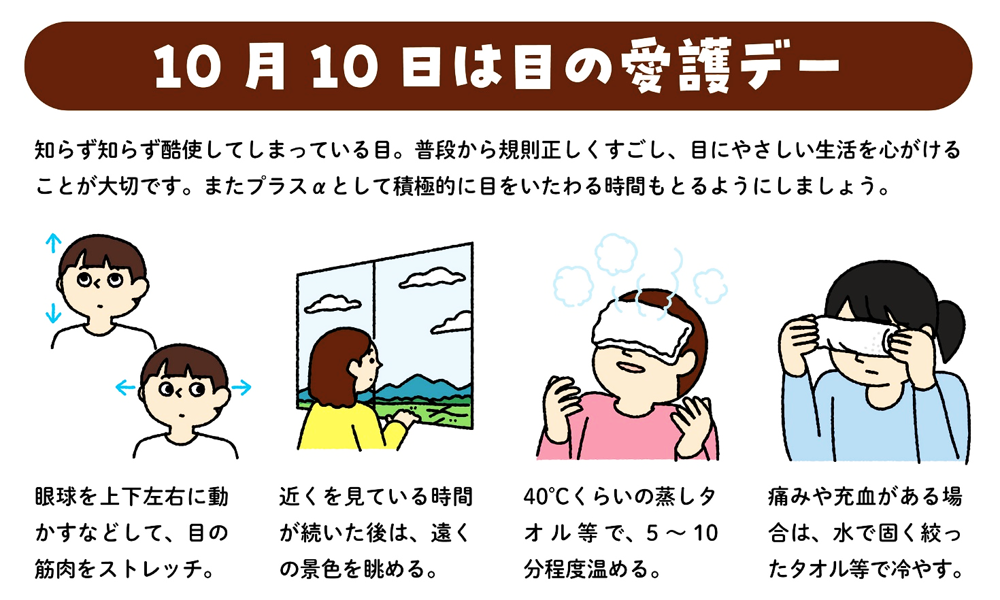 10月10日は目の愛護デー
知らず知らず酷使してしまっている目。普段から規則正しくすごし、目にやさしい生活を心がける
ことが大切です。またプラスαとして積極的に目をいたわる時間もとるようにしましょう。
眼球を上下左右に動
かすなどして、目の
筋肉をストレッチ。
近くを見ている時間
が続いた後は、遠く
の景色を眺める。
40℃くらいの蒸しタ
オル等で、5〜10
分程度温める。
痛みや充血がある場
合は、水で固く絞っ
たタオル等で冷やす。